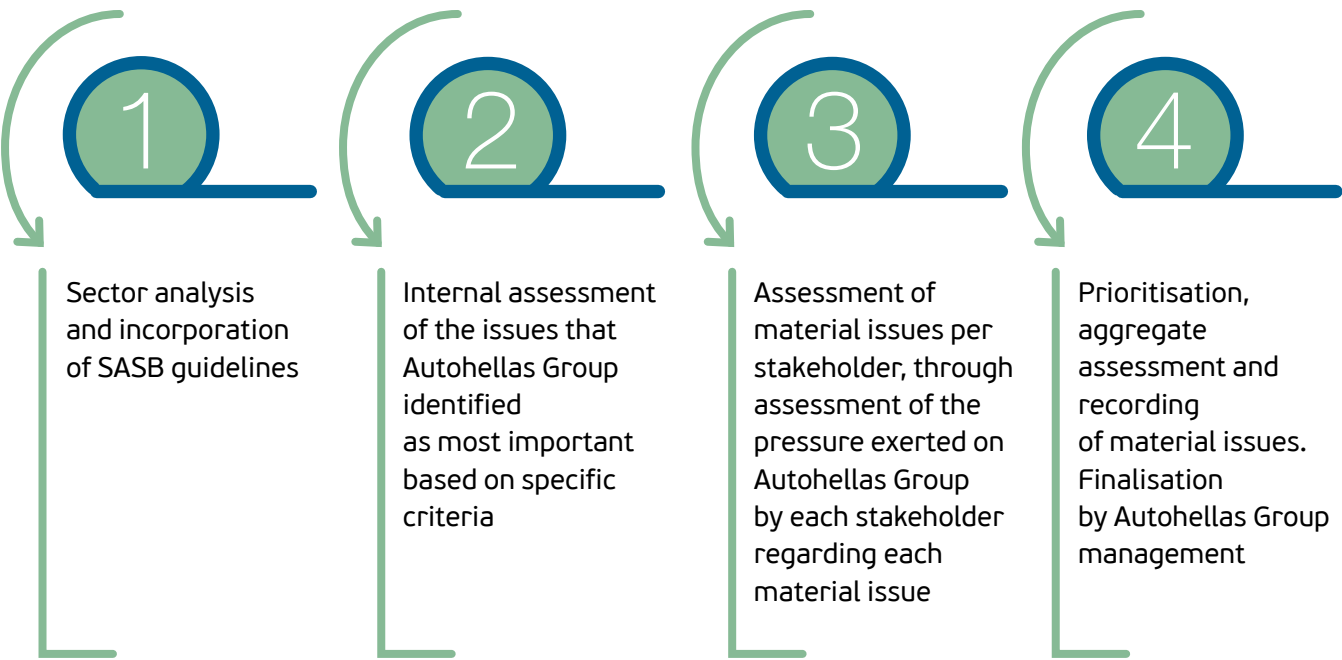 1
Sector analysis
and incorporation
of SASB guidelines
2
Internal assessment
of the issues that
Autohellas Group
identified
as most important
based on specific
criteria
3
Assessment of
material issues per
stakeholder, through
assessment of the
pressure exerted on
Autohellas Group
by each stakeholder
regarding each
material issue
4
Prioritisation,
aggregate
assessment and
recording
of material issues.
Finalisation
by Autohellas Group
management